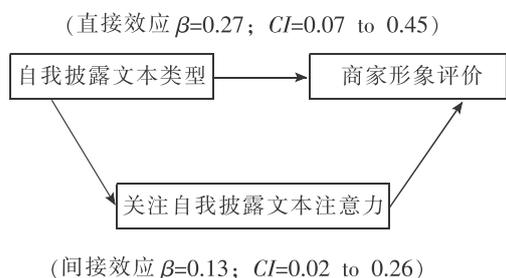 (直接效应 β=0.27; CI=0.07 to 0.45)
自我披露文本类型
商家形象评价
关注自我披露文本注意力
(间接效应 β=0.13; CI=0.02 to 0.26)